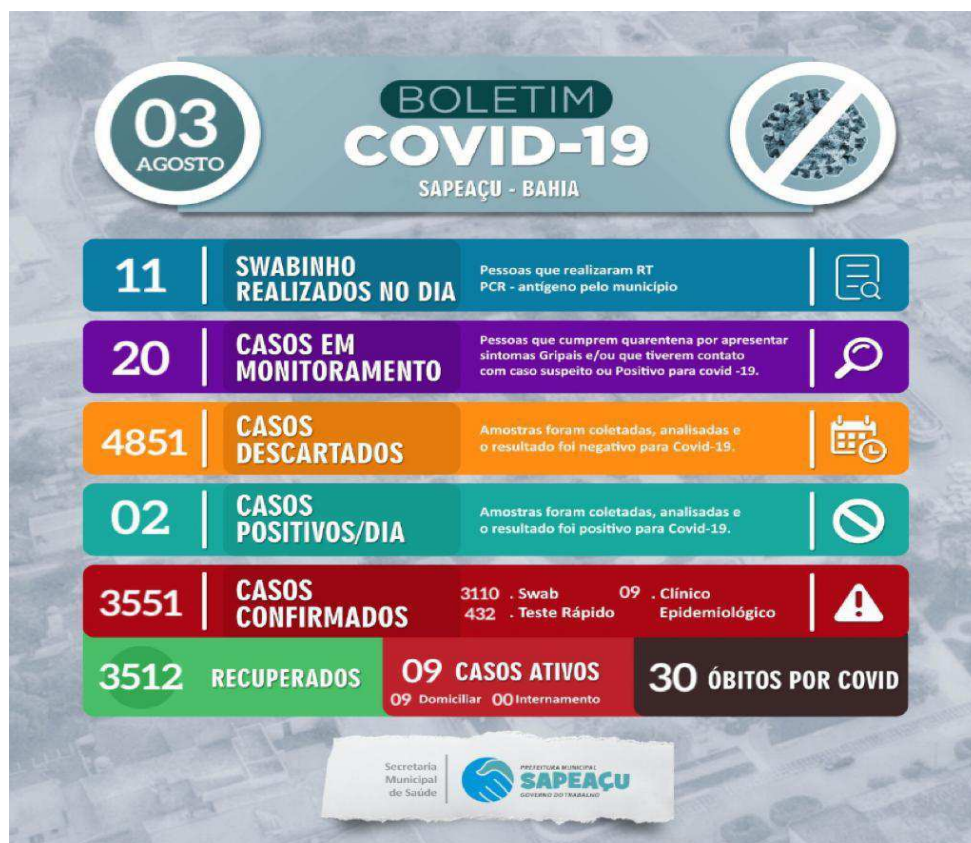 03
AGOSTO
BOLETIM
COVID-19
SAPEAÇU - BAHIA
11
SWABINHO
REALIZADOS NO DIA
Pessoas que realizaram RT
PCR - antígeno pelo município
20
CASOS EM
MONITORAMENTO
Pessoas que cumprem quarentena por apresentar
sintomas Gripais e/ou que tiverem contato
com caso suspeito ou Positivo para covid -19.
4851
CASOS
DESCARTADOS
Amostras foram coletadas, analisadas e
o resultado foi negativo para Covid-19.
02
CASOS
POSITIVOS/DIA
Amostras foram coletadas, analisadas e
o resultado foi positivo para Covid-19.
3551
CASOS
CONFIRMADOS
3110 . Swab
432 . Teste Rápido
09 . Clínico
Epidemiológico
3512 RECUPERADOS
09 CASOS ATIVOS
09 Domiciliar 00 Internamento
30 ÓBITOS POR COVID
Secretaria
Municipal
de Saúde
PREFEITURA MUNICIPAL
SAPEAÇU
GOVERNO DO TRABALHO